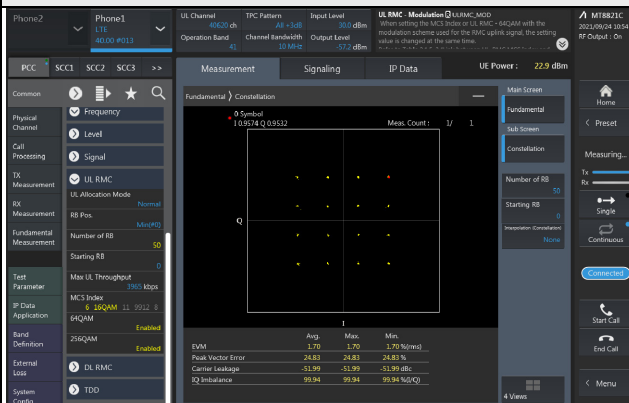 Phone2
Phone1
LTE
40.00 #013
UL Channel
40620 ch
TPC Pattern
All +3dB
Input Level
30.0 dBm
Operation Band
41
Channel Bandwidth
10 MHz
Output Level
-57.2 dBm
UL RMC - Modulation ULRMC_MOD
When setting the MCS Index or UL RMC - 64QAM with the
modulation scheme used for the RMC uplink signal, the setting
value is changed at the same time.
MT8821C
2021/09/24 10:54
RF Output : On
PCC
SCC1
SCC2
SCC3
>>
Measurement
Signaling
IP Data
UE Power : 22.9 dBm
Common
Physical
Channel
Call
Processing
TX
Measurement
RX
Measurement
Fundamental
Measurement
Test
Parameter
IP Data
Application
Band
Definition
External
Loss
System
Config
Frequency
Level
Signal
UL RMC
UL Allocation Mode
Normal
RB Pos.
Min(#0)
Number of RB
50
Starting RB
0
Max UL Throughput
3965 kbps
MCS Index
6 16QAM 11 9912 8
64QAM
Enabled
256QAM
Enabled
DL RMC
TDD
Fundamental ⟩ Constellation
0 Symbol
I 0.9574 Q 0.9532
Meas. Count : 1/ 1
Q
I
Avg. Max. Min.
EVM 1.70 1.70 1.70 %(rms)
Peak Vector Error 24.83 24.83 24.83 %
Carrier Leakage -51.99 -51.99 -51.99 dBc
IQ Imbalance 99.94 99.94 99.94 %(I/Q)
Main Screen
Fundamental
Sub Screen
Constellation
Number of RB
50
Starting RB
0
Interpolation (Constellation)
None
4 Views
Home
< Preset
Measuring...
Tx
Rx
Single
Continuous
Connected
Start Call
End Call
< Menu